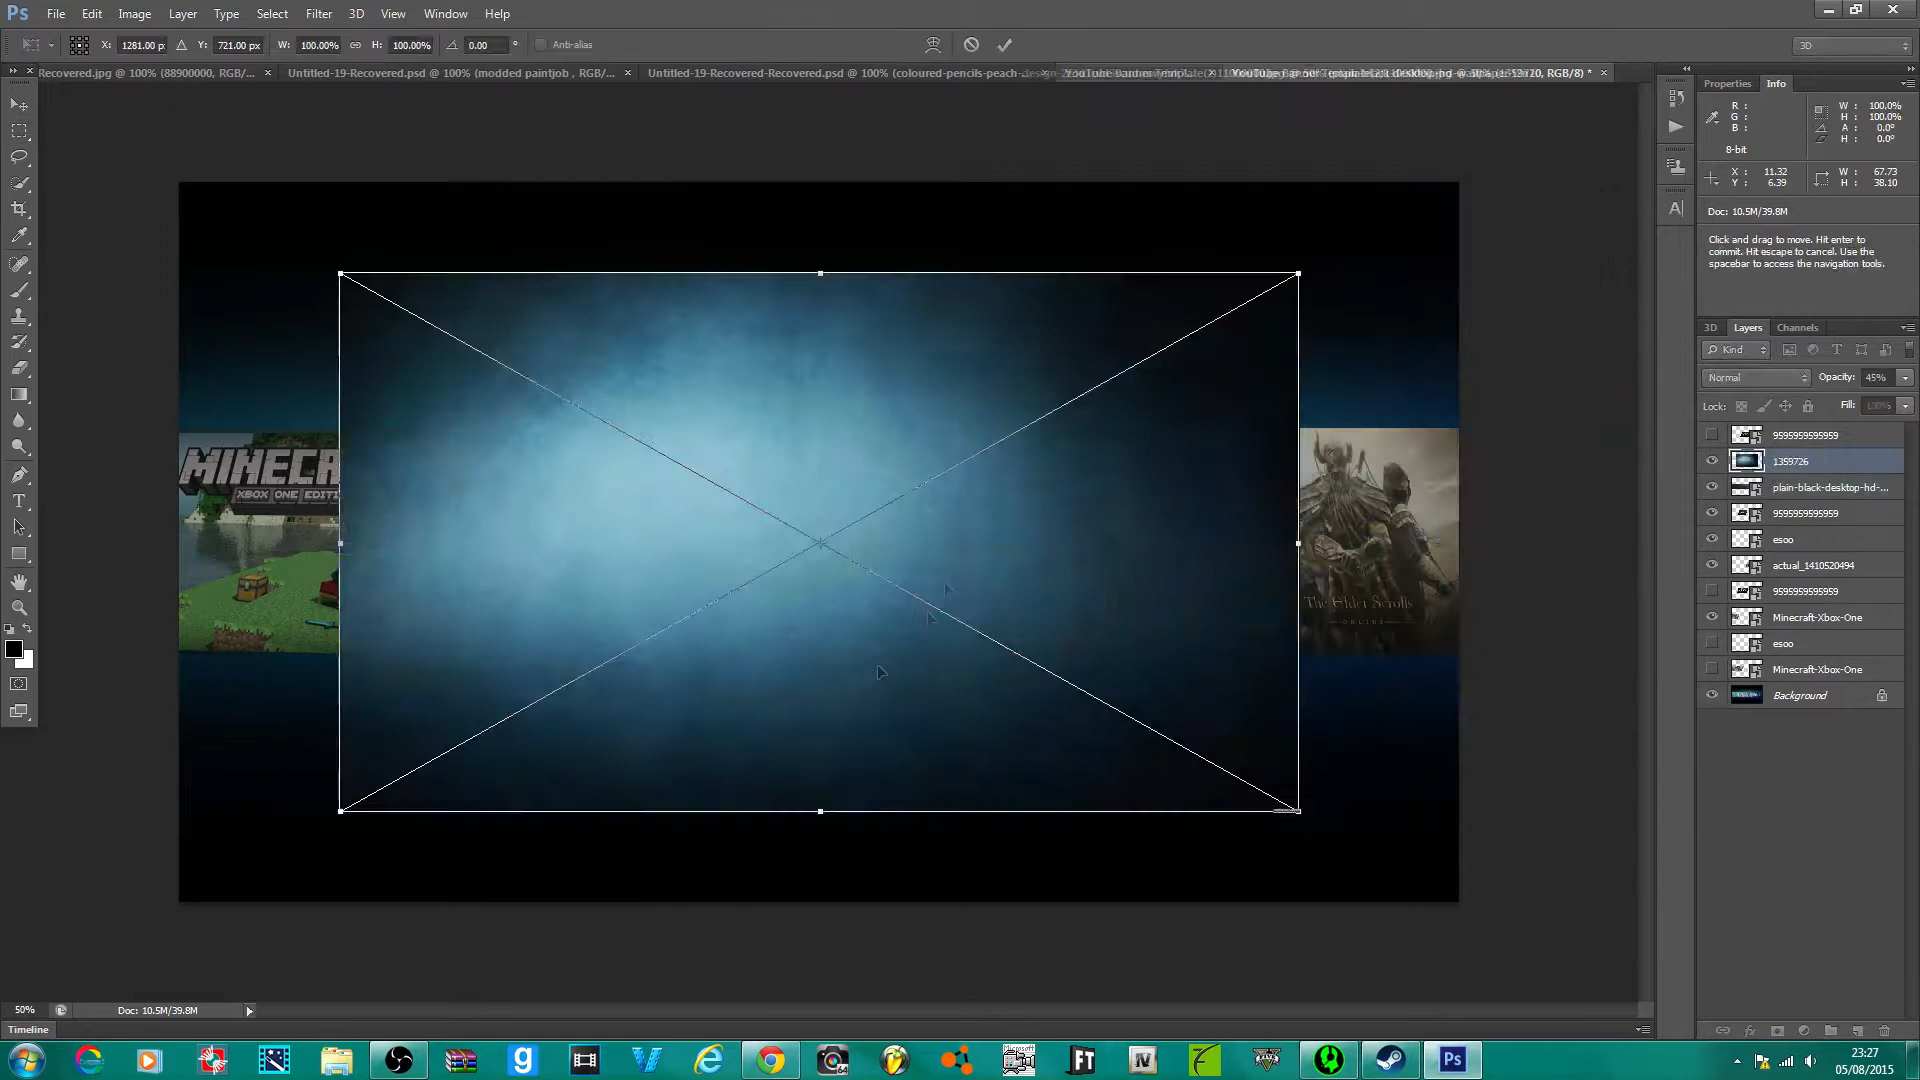 Ps File Edit Image Layer Type Select Filter 3D View Window Help
X: 1281.00 px Y: 721.00 px W: 100.00% H: 100.00% 0.00 ° Anti-alias 3D
Recovered.jpg @ 100% (88900000, RGB/... × Untitled-19-Recovered.psd @ 100% (modded paintjob , RGB/... × Untitled-19-Recovered-Recovered.psd @ 100% (coloured-pencils-peach-
Properties Info
R : W : 100.0%
G : H : 100.0%
B : A : 0.0°
H : 0.0°
8-bit
X : 11.32 W : 67.73
Y : 6.39 H : 38.10
Doc: 10.5M/39.8M
Click and drag to move. Hit enter to
commit. Hit escape to cancel. Use the
spacebar to access the navigation tools.
3D Layers Channels
Kind
Normal Opacity: 45%
Lock: Fill: 100%
9595959595959
1359726
plain-black-desktop-hd-...
9595959595959
esoo
actual_1410520494
9595959595959
Minecraft-Xbox-One
esoo
Minecraft-Xbox-One
Background
MINECRA
XBOX ONE EDITI
The Elder Scrolls
ONLINE
50% Doc: 10.5M/39.8M
Timeline
23:27
05/08/2015